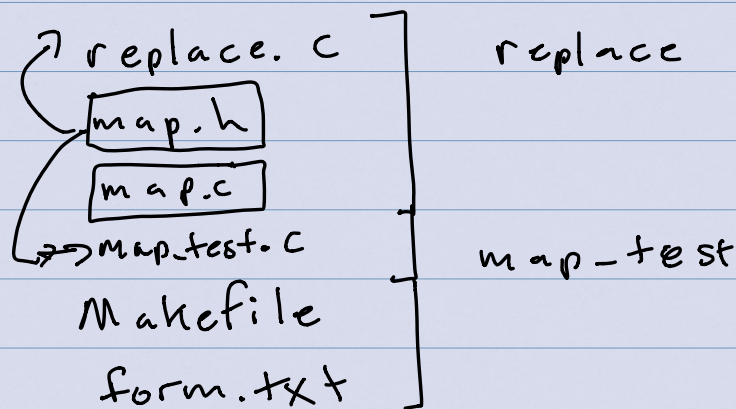 replace.c replace
map.h
map.c
map_test.c map_test
Makefile
form.txt